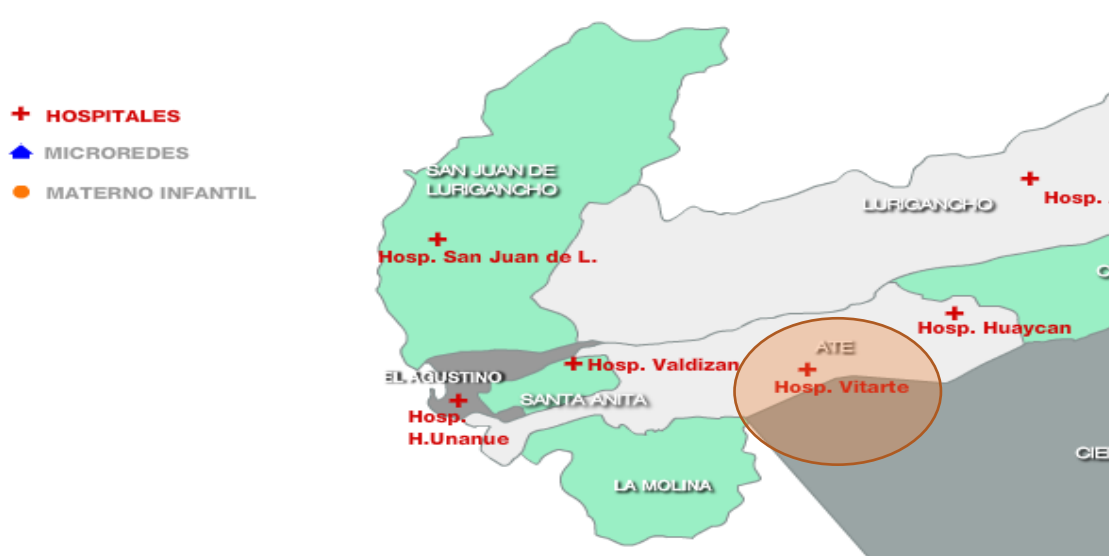 HOSPITALES
MICROREDES
MATERNO INFANTIL
SAN JUAN DE
LURIGANCHO
LURIGANCHO
Hosp.
Hosp. San Juan de L.
Hosp. Huaycan
ATE
Hosp. Valdizan
EL AGUSTINO
Hosp. Vitarte
SANTA ANITA
Hosp.
H.Unanue
CIE
LA MOLINA